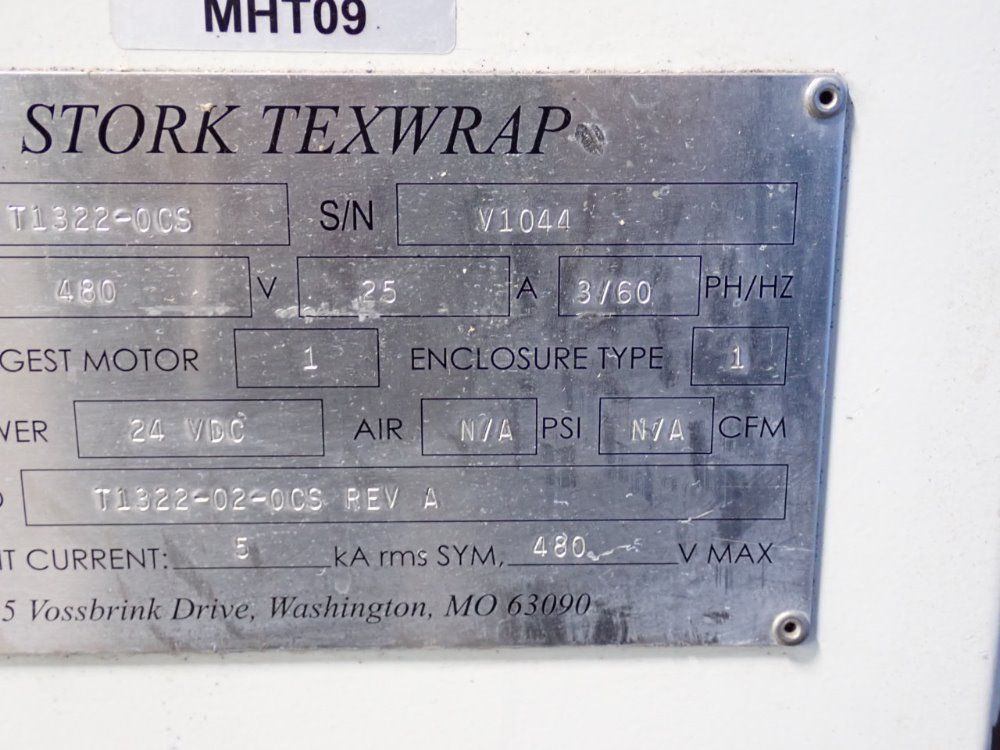 MHT09
STORK TEXWRAP
T1322-0CS S/N V1044
480 V 25 A 3/60 PH/HZ
GEST MOTOR 1 ENCLOSURE TYPE 1
WER 24 VDC AIR N/A PSI N/A CFM
T1322-02-0CS REV A
IT CURRENT: 5 kA rms SYM, 480 V MAX
5 Vossbrink Drive, Washington, MO 63090